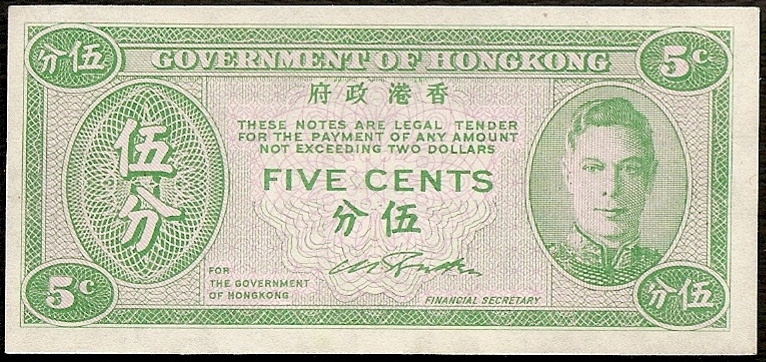 分伍
GOVERNMENT OF HONGKONG
5c
府政港香
THESE NOTES ARE LEGAL TENDER
FOR THE PAYMENT OF ANY AMOUNT
NOT EXCEEDING TWO DOLLARS
伍
分
FIVE CENTS
分伍
FOR
THE GOVERNMENT
OF HONGKONG
FINANCIAL SECRETARY
5c
分伍